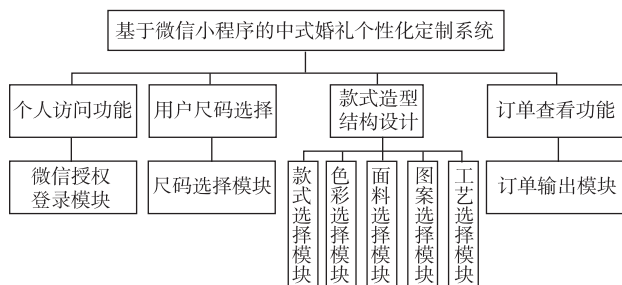 基于微信小程序的中式婚礼个性化定制系统
个人访问功能
用户尺码选择
款式造型
结构设计
订单查看功能
微信授权
登录模块
尺码选择模块
款式选择模块
色彩选择模块
面料选择模块
图案选择模块
工艺选择模块
订单输出模块